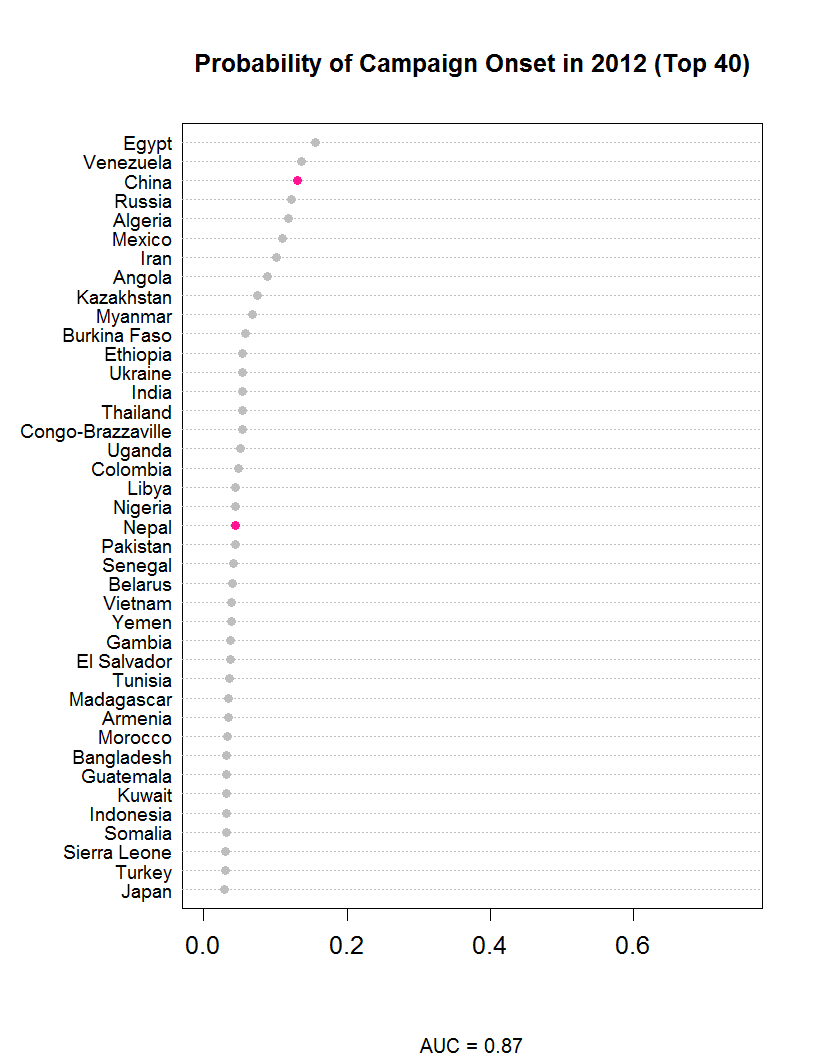 Probability of Campaign Onset in 2012 (Top 40)
Egypt
Venezuela
China
Russia
Algeria
Mexico
Iran
Angola
Kazakhstan
Myanmar
Burkina Faso
Ethiopia
Ukraine
India
Thailand
Congo-Brazzaville
Uganda
Colombia
Libya
Nigeria
Nepal
Pakistan
Senegal
Belarus
Vietnam
Yemen
Gambia
El Salvador
Tunisia
Madagascar
Armenia
Morocco
Bangladesh
Guatemala
Kuwait
Indonesia
Somalia
Sierra Leone
Turkey
Japan
0.0 0.2 0.4 0.6
AUC = 0.87